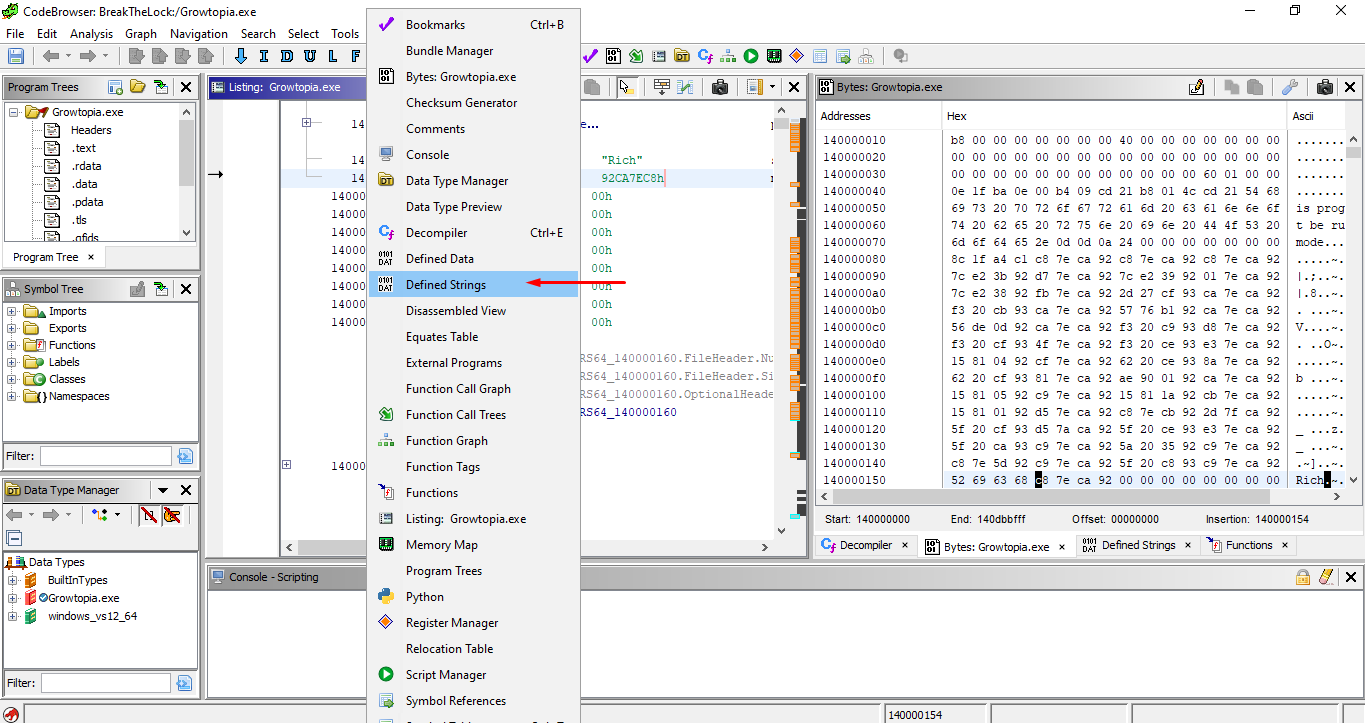 CodeBrowser: BreakTheLock:/Growtopia.exe
File Edit Analysis Graph Navigation Search Select Tools
I D U L F
Program Trees
Growtopia.exe
Headers
.text
.rdata
.data
.pdata
.tls
.gfids
Program Tree ×
Symbol Tree
Imports
Exports
Functions
Labels
Classes
Namespaces
Filter:
Data Type Manager
Data Types
BuiltInTypes
Growtopia.exe
windows_vs12_64
Filter:
Listing: Growtopia.exe
14
e...
14
"Rich"
14
92CA7EC8h
14000
00h
14000
00h
14000
00h
14000
00h
14000
00h
14000
00h
14000
00h
14000
00h
RS64_140000160.FileHeader.Nu
RS64_140000160.FileHeader.Si
RS64_140000160.OptionalHeade
RS64_140000160
14000
Bookmarks Ctrl+B
Bundle Manager
Bytes: Growtopia.exe
Checksum Generator
Comments
Console
Data Type Manager
Data Type Preview
Decompiler Ctrl+E
Defined Data
Defined Strings
Disassembled View
Equates Table
External Programs
Function Call Graph
Function Call Trees
Function Graph
Function Tags
Functions
Listing: Growtopia.exe
Memory Map
Program Trees
Python
Register Manager
Relocation Table
Script Manager
Symbol References
Bytes: Growtopia.exe
Addresses Hex Ascii
140000010 b8 00 00 00 00 00 00 00 40 00 00 00 00 00 00 00 .......
140000020 00 00 00 00 00 00 00 00 00 00 00 00 00 00 00 00 .......
140000030 00 00 00 00 00 00 00 00 00 00 00 00 60 01 00 00 .......
140000040 0e 1f ba 0e 00 b4 09 cd 21 b8 01 4c cd 21 54 68 .......
140000050 69 73 20 70 72 6f 67 72 61 6d 20 63 61 6e 6e 6f is prog
140000060 74 20 62 65 20 72 75 6e 20 69 6e 20 44 4f 53 20 t be ru
140000070 6d 6f 64 65 2e 0d 0d 0a 24 00 00 00 00 00 00 00 mode...
140000080 8c 1f a4 c1 c8 7e ca 92 c8 7e ca 92 c8 7e ca 92 .....~.
140000090 7c e2 3b 92 d7 7e ca 92 7c e2 39 92 01 7e ca 92 |.;..~.
1400000a0 7c e2 38 92 fb 7e ca 92 2d 27 cf 93 ca 7e ca 92 |.8..~.
1400000b0 f3 20 cb 93 ca 7e ca 92 57 76 b1 92 ca 7e ca 92 . ...~.
1400000c0 56 de 0d 92 ca 7e ca 92 f3 20 c9 93 d8 7e ca 92 V....~.
1400000d0 f3 20 cf 93 4f 7e ca 92 f3 20 ce 93 e3 7e ca 92 . ..O~.
1400000e0 15 81 04 92 cf 7e ca 92 62 20 ce 93 8a 7e ca 92 .....~.
1400000f0 62 20 cf 93 81 7e ca 92 ae 90 01 92 ca 7e ca 92 b ...~.
140000100 15 81 05 92 c9 7e ca 92 15 81 1a 92 cb 7e ca 92 .....~.
140000110 15 81 01 92 d5 7e ca 92 c8 7e cb 92 2d 7f ca 92 .....~.
140000120 5f 20 cf 93 d5 7a ca 92 5f 20 ce 93 e3 7e ca 92 _ ...z.
140000130 5f 20 ca 93 c9 7e ca 92 5a 20 35 92 c9 7e ca 92 _ ...~.
140000140 c8 7e 5d 92 c9 7e ca 92 5f 20 c8 93 c9 7e ca 92 .~]..~.
140000150 52 69 63 68 c8 7e ca 92 00 00 00 00 00 00 00 00 Rich.~.
Start: 140000000 End: 140dbbfff Offset: 00000000 Insertion: 140000154
Decompiler × Bytes: Growtopia.exe × Defined Strings × Functions ×
Console - Scripting
140000154